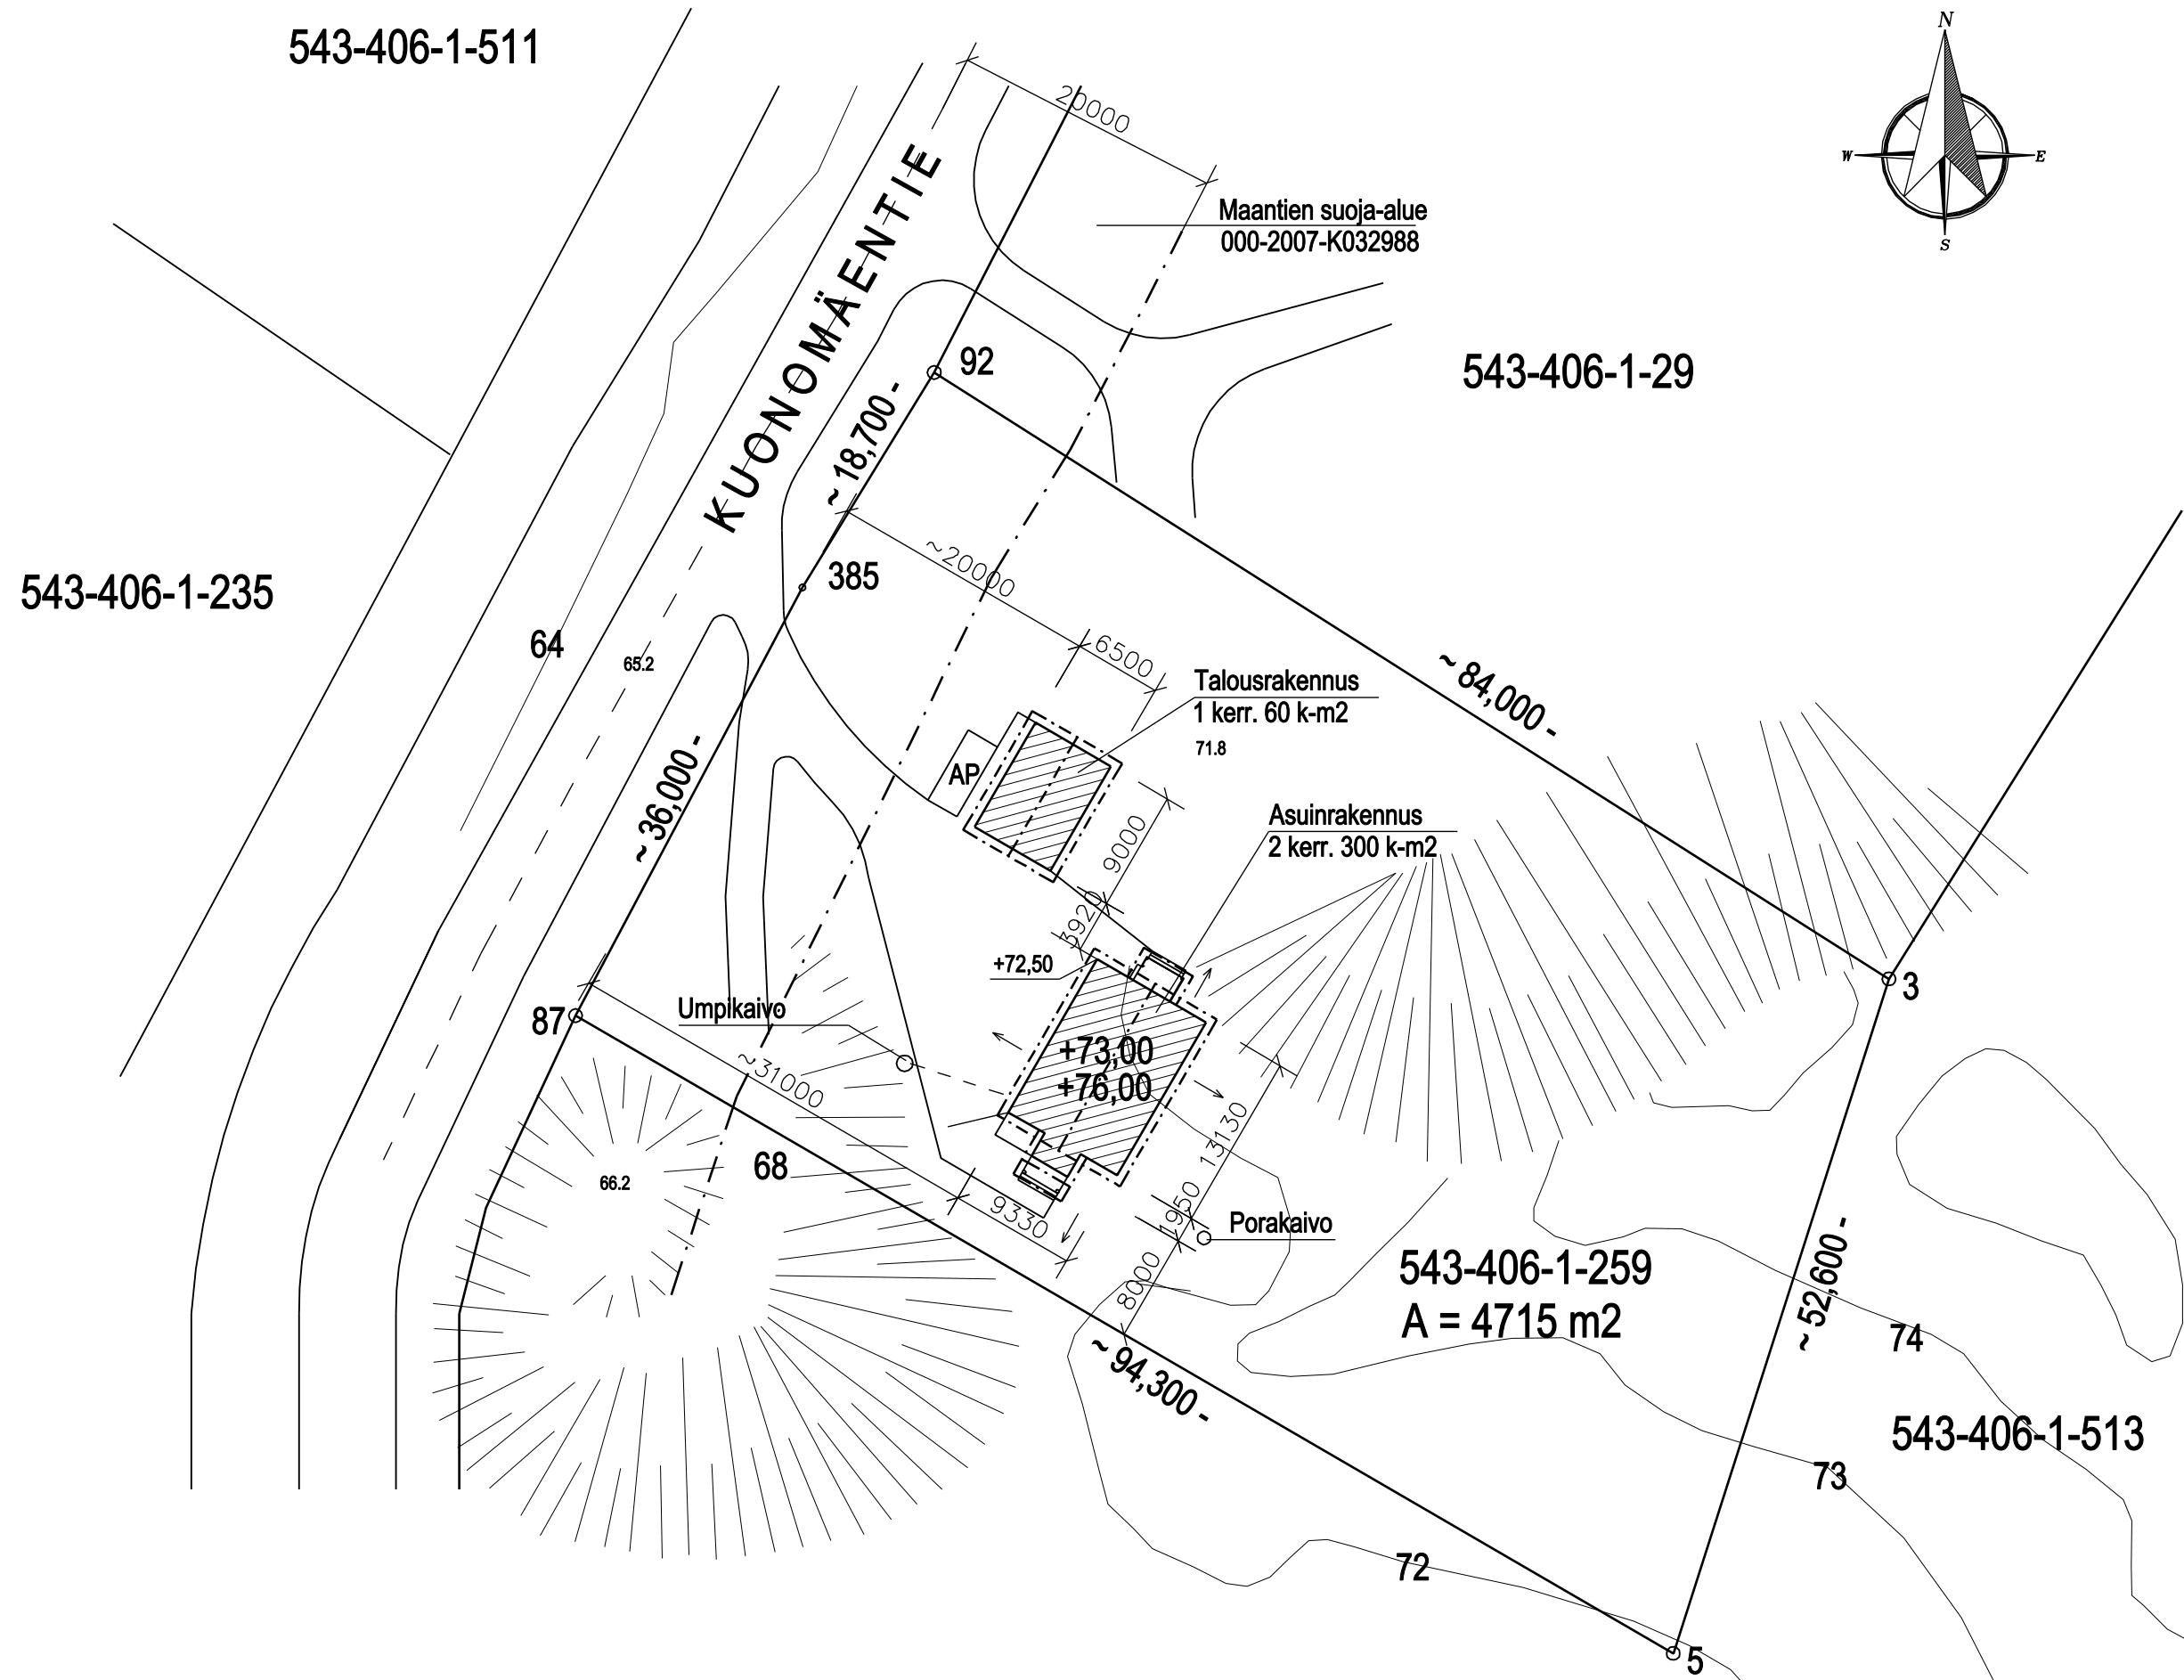 543-406-1-511
N
W
E
S
20000
KUONOMÄENTIE
Maantien suoja-alue
000-2007-K032988
92
543-406-1-29
~ 18,700 -
~20000
385
543-406-1-235
64
65.2
6500
~ 84,000 -
Talousrakennus
1 kerr. 60 k-m2
71.8
~ 36,000 -
AP
9000
Asuinrakennus
2 kerr. 300 k-m2
3920
+72,50
3
87
Umpikaivo
+73,00
+76,00
~31000
13130
68
66.2
9330
1950
Porakaivo
8000
543-406-1-259
A = 4715 m2
~ 52,600 -
74
~ 94,300 -
543-406-1-513
73
72
5